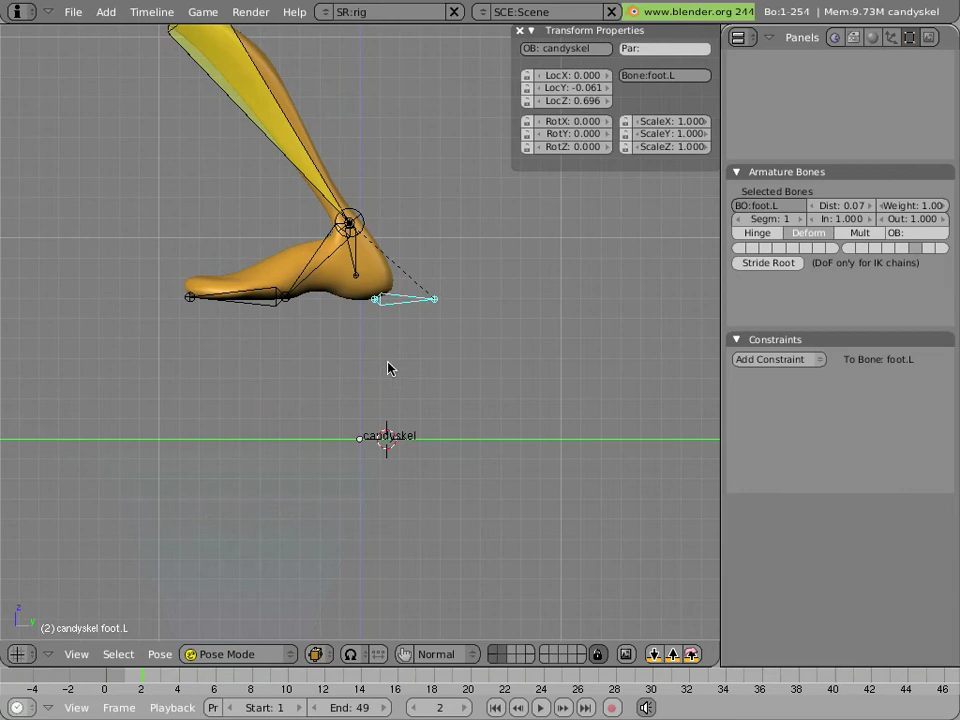 File Add Timeline Game Render Help SR:rig SCE:Scene www.blender.org 244 Bo:1-254 | Mem:9.73M candyskel
Transform Properties
OB: candyskel Par:
LocX: 0.000 Bone:foot.L
LocY: -0.061
LocZ: 0.696
RotX: 0.000 ScaleX: 1.000
RotY: 0.000 ScaleY: 1.000
RotZ: 0.000 ScaleZ: 1.000
Panels
Armature Bones
Selected Bones
BO:foot.L Dist: 0.07 Weight: 1.00
Segm: 1 In: 1.000 Out: 1.000
Hinge Deform Mult OB:
Stride Root (DoF only for IK chains)
Constraints
Add Constraint To Bone: foot.L
candyskel
z
y
(2) candyskel foot.L
View Select Pose Pose Mode Normal
-4 -2 0 2 4 6 8 10 12 14 16 18 20 22 24 26 28 30 32 34 36 38 40 42 44 46
View Frame Playback Pr Start: 1 End: 49 2